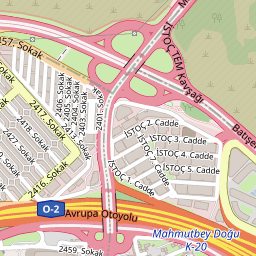 2457. Sokak
İSTOÇ TEM Kavşağı
2406. Sokak
2405. Sokak
2404. Sokak
2403. Sokak
2401. Sokak
2417. Sokak
2418. Sokak
2416. Sokak
Batışehir
İSTOÇ 2. Cadde
İSTOÇ 3. Cadde
İSTOÇ 4. Cadde
İSTOÇ 5. Cadde
İSTOÇ 1. Cadde
O-2
Avrupa Otoyolu
Mahmutbey Doğu
K-20
2459. Sokak